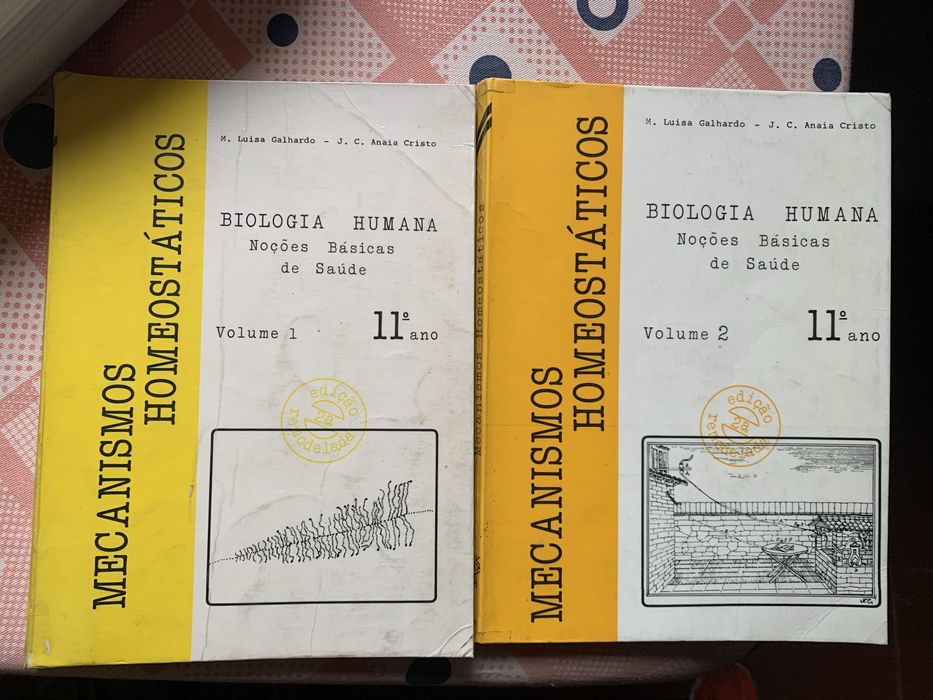 M. Luisa Galhardo - J. C. Anaia Cristo
MECANISMOS
HOMEOSTÁTICOS
BIOLOGIA HUMANA
Noções Básicas
de Saúde
Volume 1
11º ano
edição
remodelada
Mecanismos Homeostáticos
M. Luisa Galhardo - J. C. Anaia Cristo
MECANISMOS
HOMEOSTÁTICOS
BIOLOGIA HUMANA
Noções Básicas
de Saúde
Volume 2
11º ano
edição
remodelada